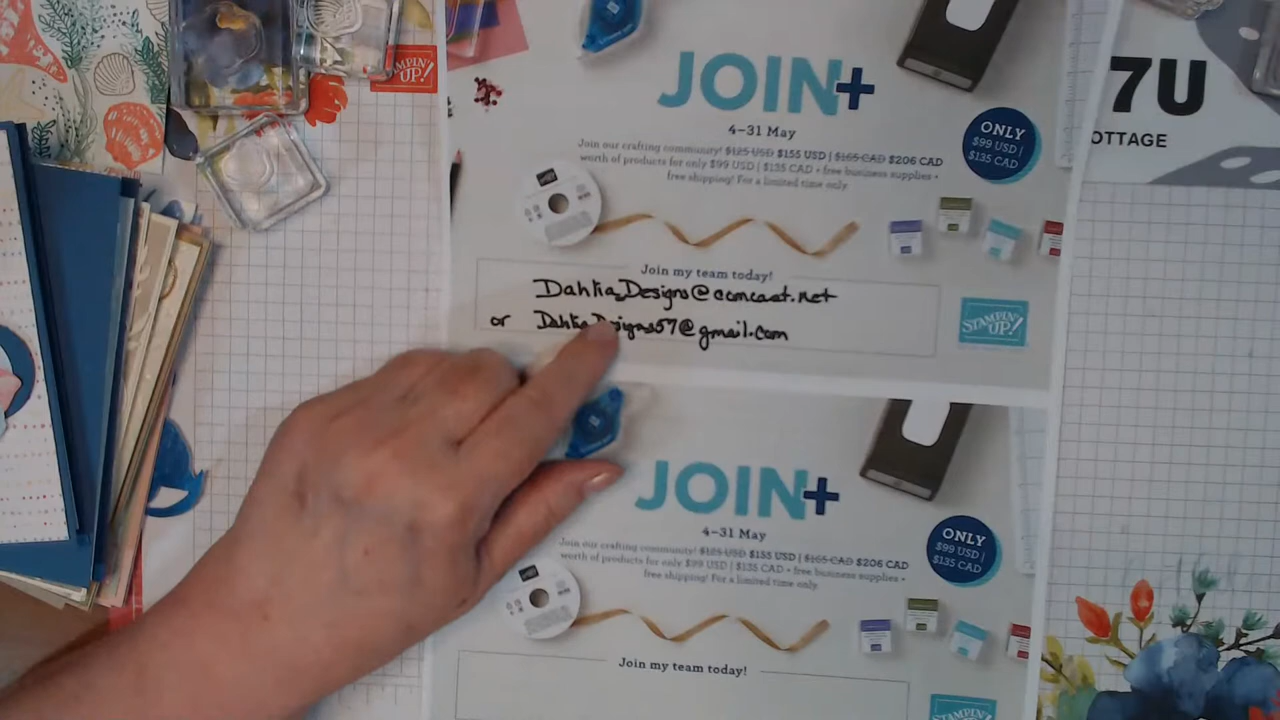 STAMPIN' UP!
JOIN+
7U
OTTAGE
4–31 May
ONLY
$99 USD |
$135 CAD
Join our crafting community! $125 USD $155 USD | $165 CAD $206 CAD
worth of products for only $99 USD | $135 CAD + free business supplies +
free shipping! For a limited time only.
Join my team today!
DahliaDesigns@comcast.net
or
57@gmail.com
STAMPIN' UP!
JOIN+
4–31 May
ONLY
$99 USD |
$135 CAD
Join our crafting community! $125 USD $155 USD | $165 CAD $206 CAD
worth of products for only $99 USD | $135 CAD + free business supplies +
free shipping! For a limited time only.
Join my team today!
STAMPIN'